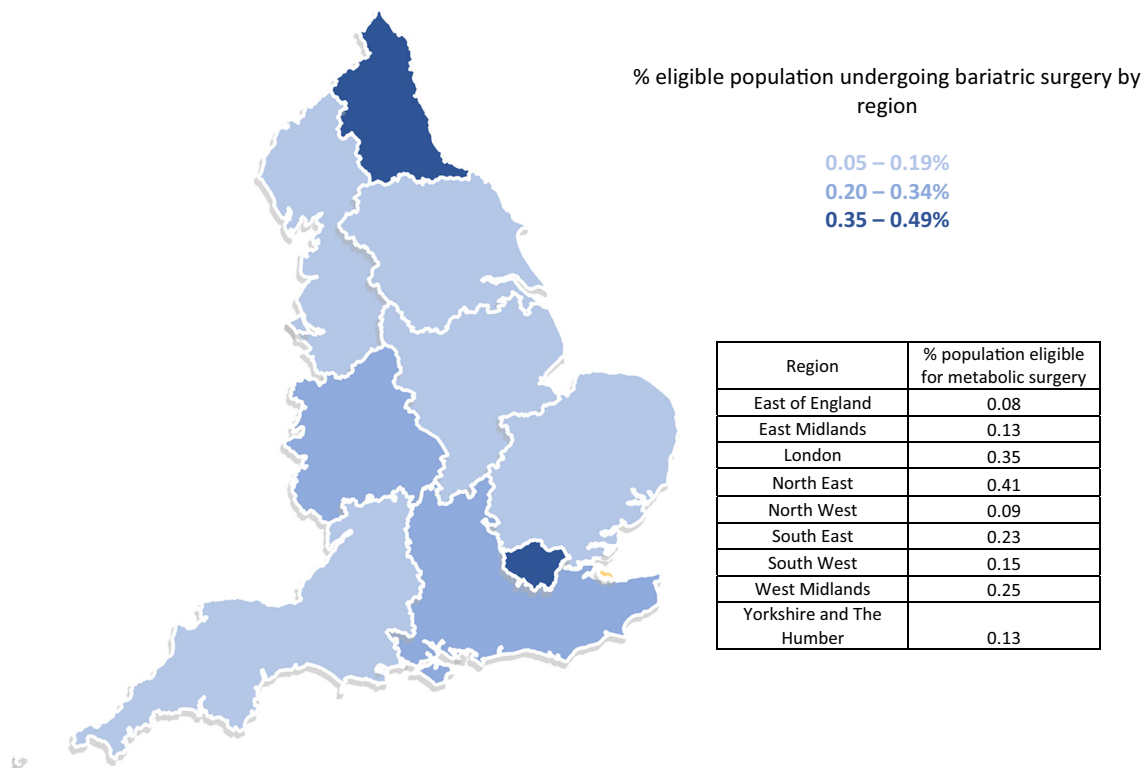 % eligible population undergoing bariatric surgery by
region
0.05 – 0.19%
0.20 – 0.34%
0.35 – 0.49%
Region % population eligible
for metabolic surgery
East of England 0.08
East Midlands 0.13
London 0.35
North East 0.41
North West 0.09
South East 0.23
South West 0.15
West Midlands 0.25
Yorkshire and The
Humber 0.13